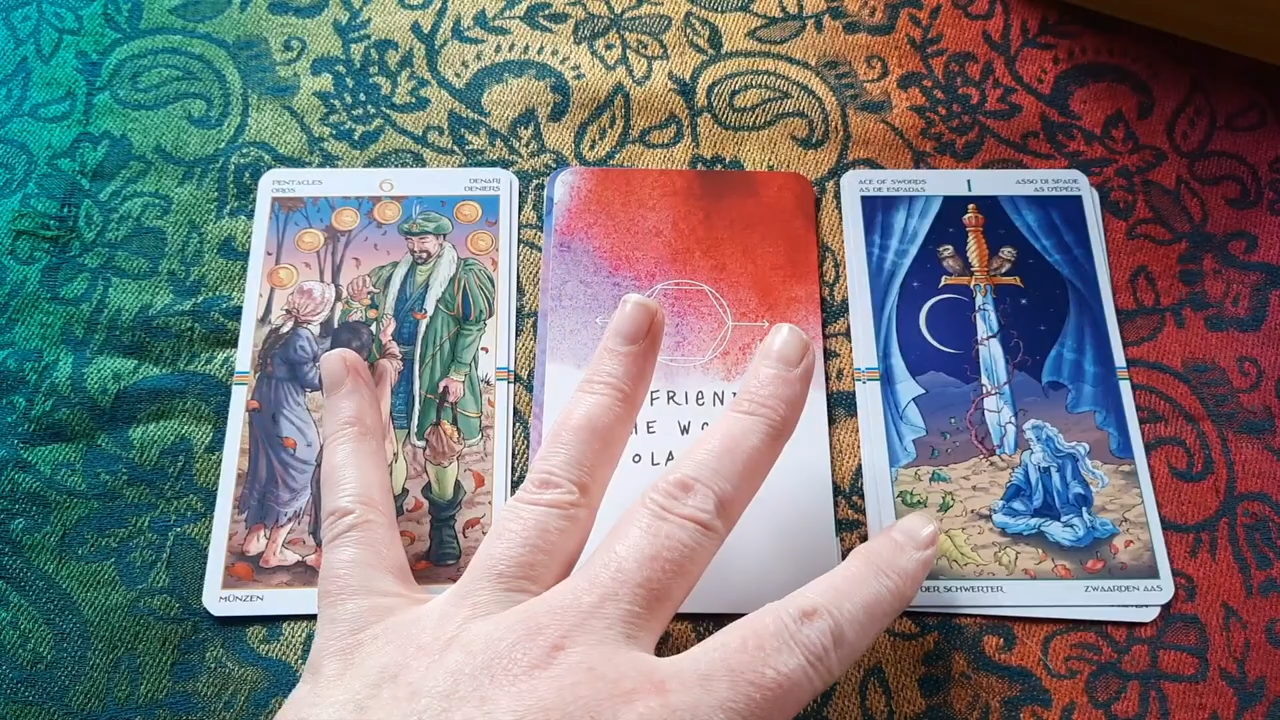 PENTACLES
OROS
6
DENARI
DENIERS
MÜNZEN
FRIEN
HE WO
OLA
ACE OF SWORDS
AS DE ESPADAS
1
ASSO DI SPADE
AS D'ÉPÉES
DER SCHWERTER
ZWAARDEN AAS